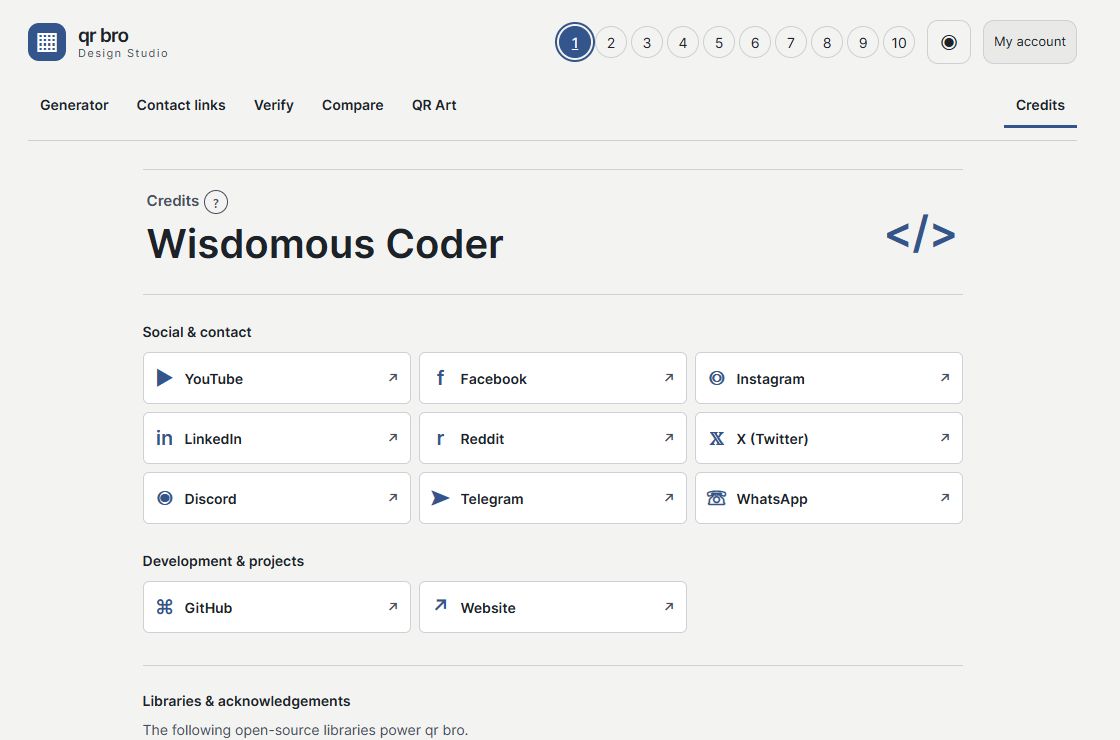 qr bro
Design Studio
1 2 3 4 5 6 7 8 9 10
My account
Generator Contact links Verify Compare QR Art Credits
Credits ?
Wisdomous Coder
</>
Social & contact
YouTube
f Facebook
Instagram
in LinkedIn
r Reddit
𝕏 X (Twitter)
Discord
Telegram
WhatsApp
Development & projects
⌘ GitHub
Website
Libraries & acknowledgements
The following open-source libraries power qr bro.